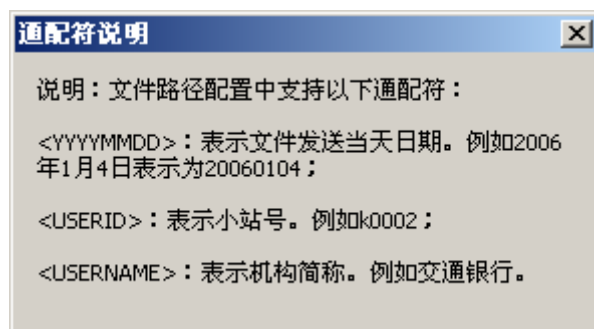 通配符说明
说明：文件路径配置中支持以下通配符：
<YYYYMMDD>：表示文件发送当天日期。例如2006
年1月4日表示为20060104；
<USERID>：表示小站号。例如k0002；
<USERNAME>：表示机构简称。例如交通银行。